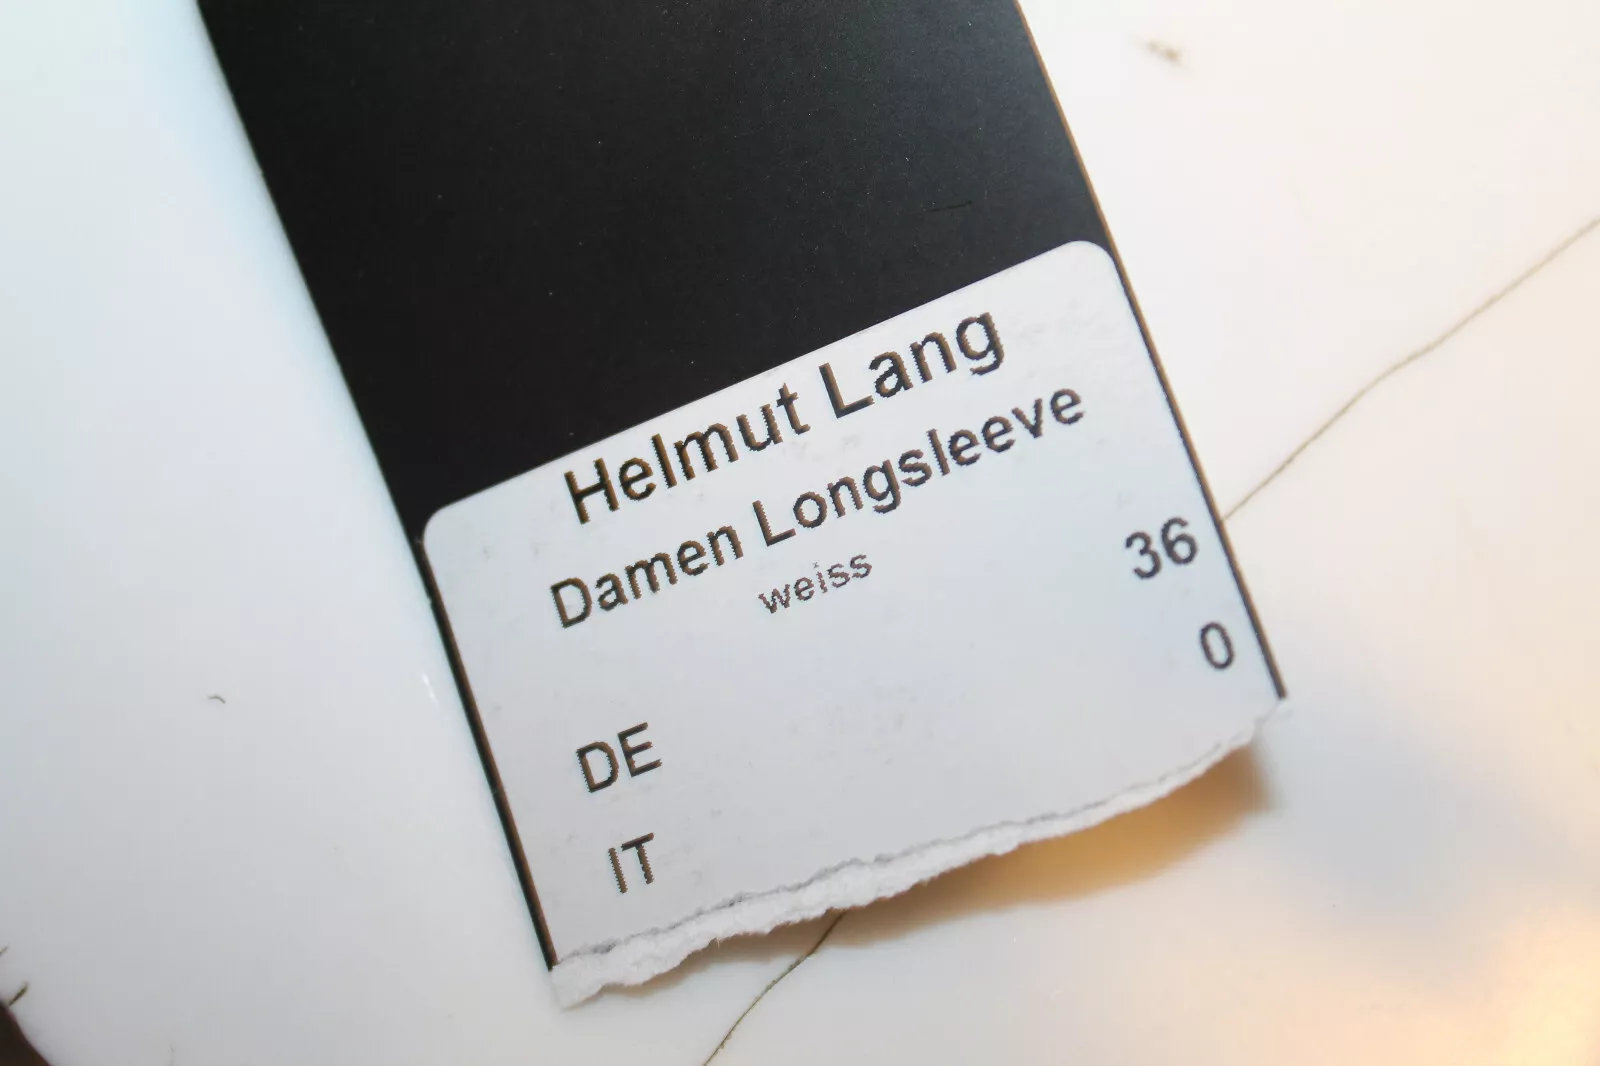 Helmut Lang
Damen Longsleeve
weiss
DE 36
IT 0